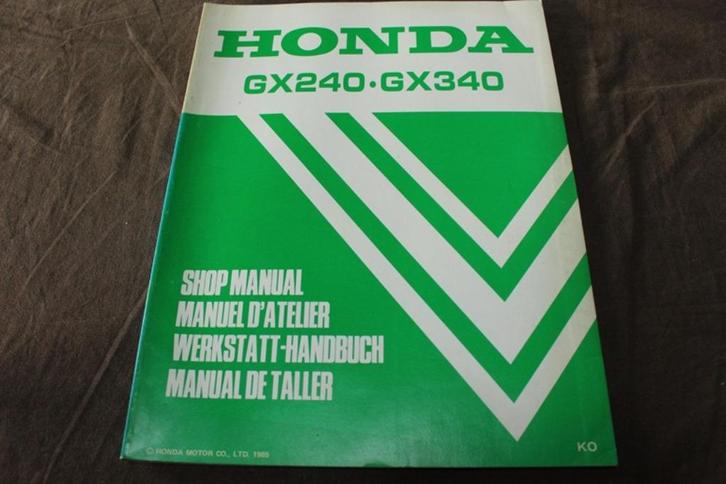 HONDA
GX240·GX340
SHOP MANUAL
MANUEL D'ATELIER
WERKSTATT-HANDBUCH
MANUAL DE TALLER
© HONDA MOTOR CO., LTD. 1985
KO